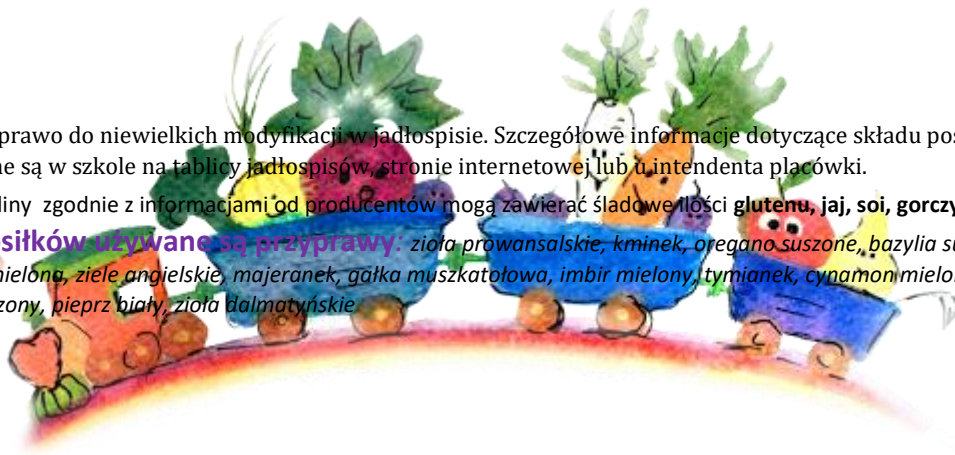 prawo do niewielkich modyfikacji w jadłospisie. Szczegółowe informacje dotyczące składu pos
ne są w szkole na tablicy jadłospisów, stronie internetowej lub u intendenta placówki.
liny zgodnie z informacjami od producentów mogą zawierać śladowe ilości glutenu, jaj, soi, gorczy
siłków używane są przyprawy: zioła prowansalskie, kminek, oregano suszone, bazylia su
mielona, ziele angielskie, majeranek, gałka muszkatołowa, imbir mielony, tymianek, cynamon mielo
zony, pieprz biały, zioła dalmatyńskie